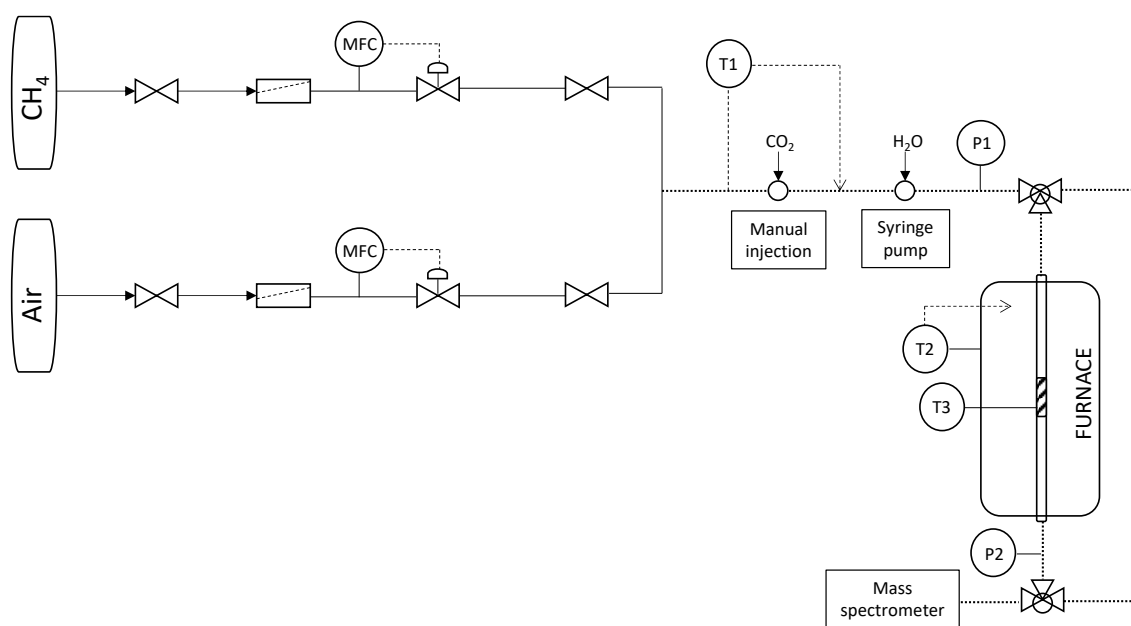 CH₄
MFC
T1
CO₂
H₂O
P1
Manual
injection
Syringe
pump
Air
MFC
T2
T3
FURNACE
P2
Mass
spectrometer